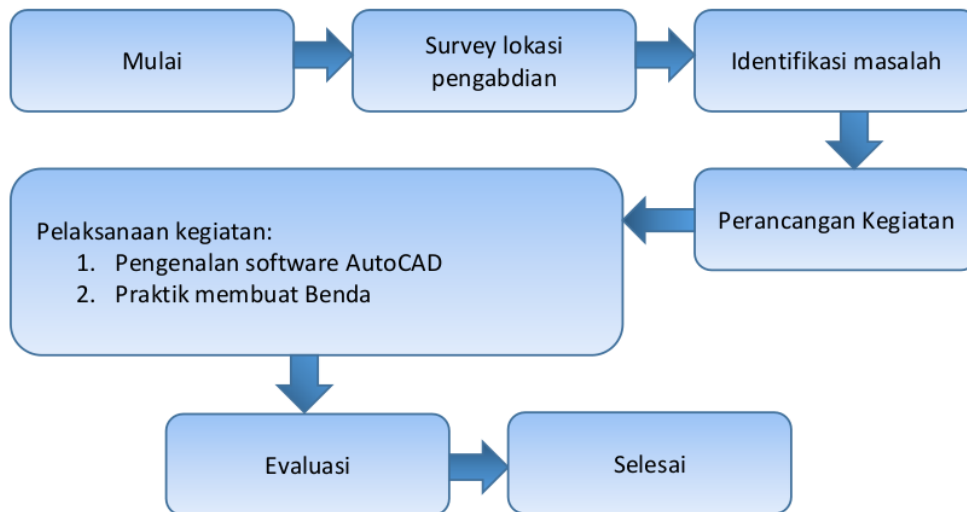 Mulai
Survey lokasi
pengabdian
Identifikasi masalah
Perancangan Kegiatan
Pelaksanaan kegiatan:
1. Pengenalan software AutoCAD
2. Praktik membuat Benda
Evaluasi
Selesai